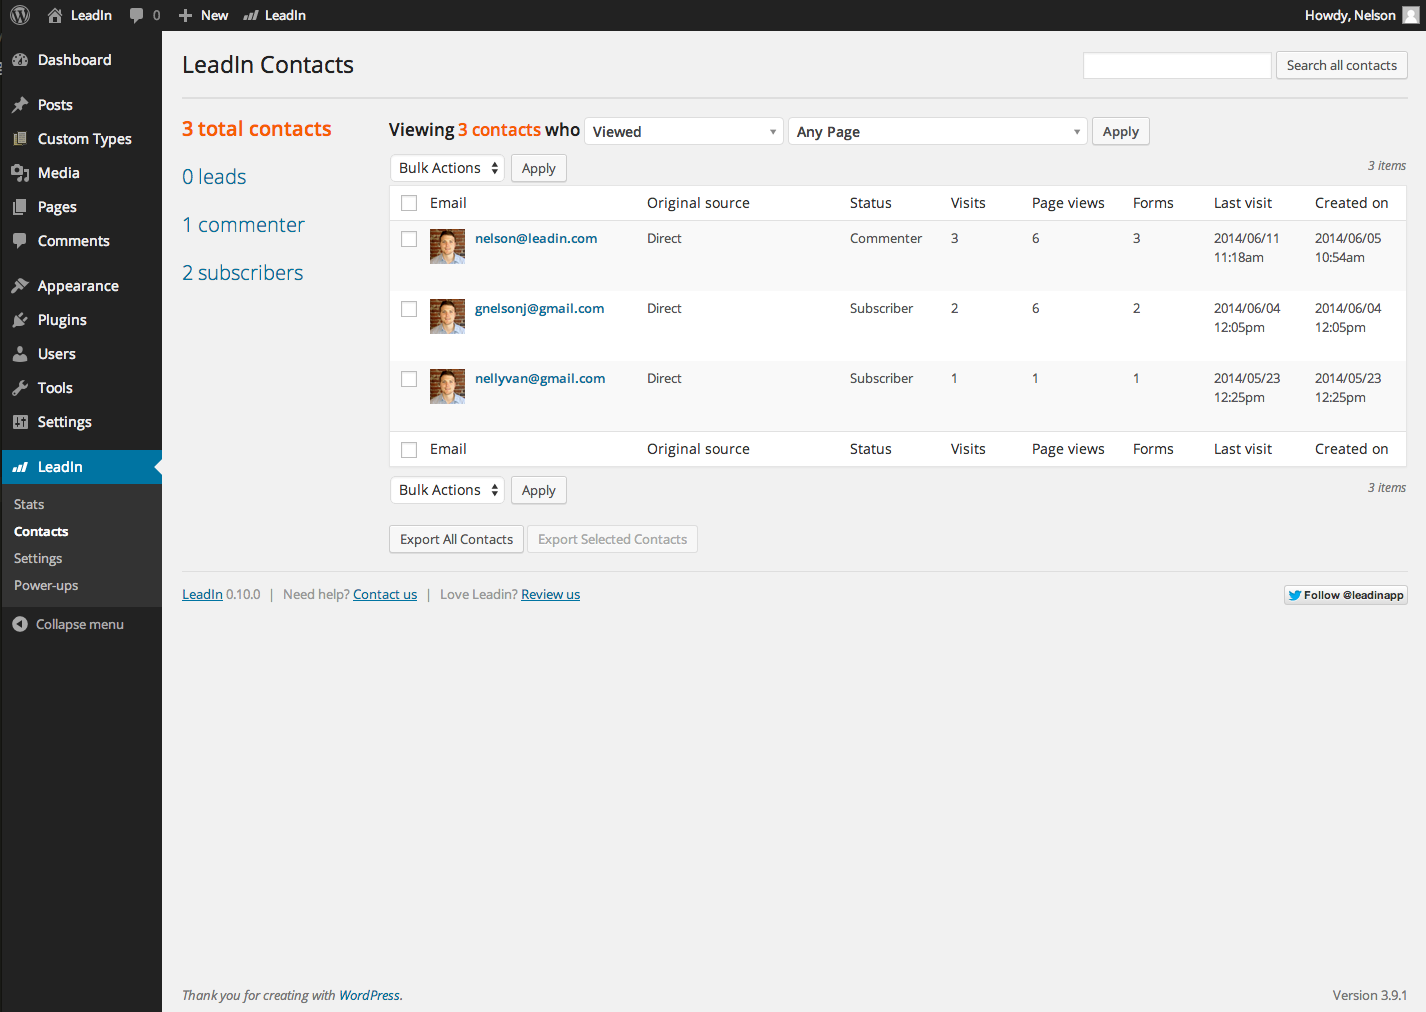 LeadIn 0 New LeadIn Howdy, Nelson
Dashboard
Posts
Custom Types
Media
Pages
Comments
Appearance
Plugins
Users
Tools
Settings
LeadIn
Stats
Contacts
Settings
Power-ups
Collapse menu
LeadIn Contacts
Search all contacts
3 total contacts
0 leads
1 commenter
2 subscribers
Viewing 3 contacts who Viewed Any Page Apply
Bulk Actions Apply 3 items
Email Original source Status Visits Page views Forms Last visit Created on
nelson@leadin.com Direct Commenter 3 6 3 2014/06/11 2014/06/05
11:18am 10:54am
gnelsonj@gmail.com Direct Subscriber 2 6 2 2014/06/04 2014/06/04
12:05pm 12:05pm
nellyvan@gmail.com Direct Subscriber 1 1 1 2014/05/23 2014/05/23
12:25pm 12:25pm
Email Original source Status Visits Page views Forms Last visit Created on
Bulk Actions Apply 3 items
Export All Contacts Export Selected Contacts
LeadIn 0.10.0 | Need help? Contact us | Love Leadin? Review us Follow @leadinapp
Thank you for creating with WordPress. Version 3.9.1